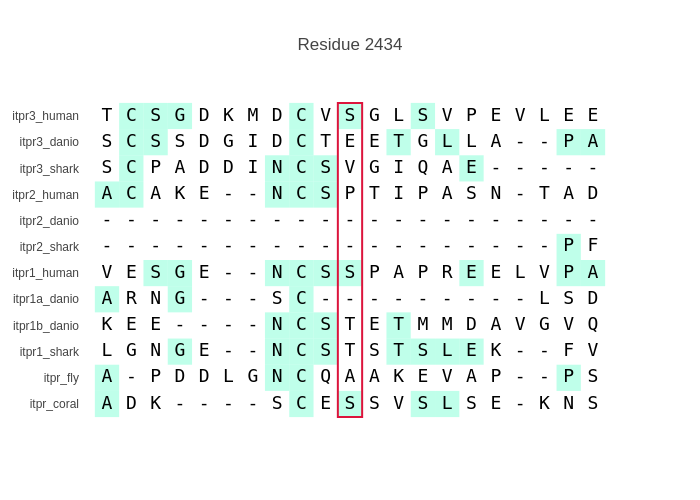 Residue 2434
itpr3_human T C S G D K M D C V S G L S V P E V L E E
itpr3_danio S C S S D G I D C T E E T G L L A - - P A
itpr3_shark S C P A D D I N C S V G I Q A E - - - - -
itpr2_human A C A K E - - N C S P T I P A S N - T A D
itpr2_danio - - - - - - - - - - - - - - - - - - - - -
itpr2_shark - - - - - - - - - - - - - - - - - - - P F
itpr1_human V E S G E - - N C S S P A P R E E L V P A
itpr1a_danio A R N G - - - S C - - - - - - - - - L S D
itpr1b_danio K E E - - - - N C S T E T M M D A V G V Q
itpr1_shark L G N G E - - N C S T S T S L E K - - F V
itpr_fly A - P D D L G N C Q A A K E V A P - - P S
itpr_coral A D K - - - - S C E S S V S L S E - K N S